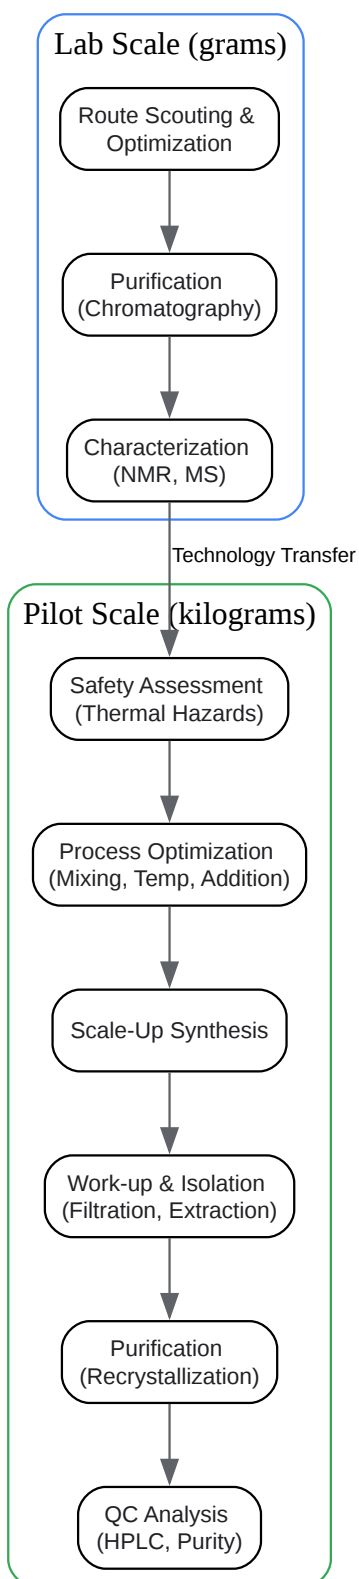 Lab Scale (grams)
Route Scouting &
Optimization
Purification
(Chromatography)
Characterization
(NMR, MS)
Technology Transfer
Pilot Scale (kilograms)
Safety Assessment
(Thermal Hazards)
Process Optimization
(Mixing, Temp, Addition)
Scale-Up Synthesis
Work-up & Isolation
(Filtration, Extraction)
Purification
(Recrystallization)
QC Analysis
(HPLC, Purity)